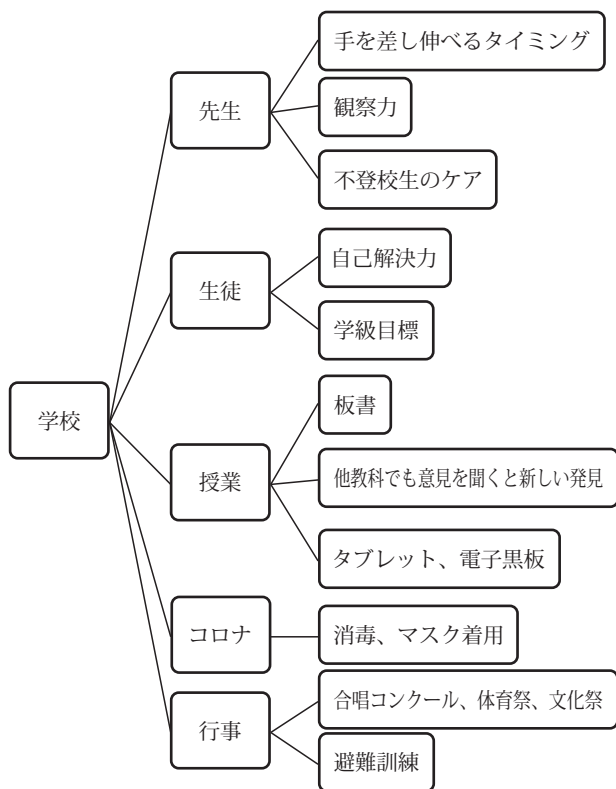 学校
先生
手を差し伸べるタイミング
観察力
不登校生のケア
生徒
自己解決力
学級目標
授業
板書
他教科でも意見を聞くと新しい発見
タブレット、電子黒板
コロナ
消毒、マスク着用
行事
合唱コンクール、体育祭、文化祭
避難訓練